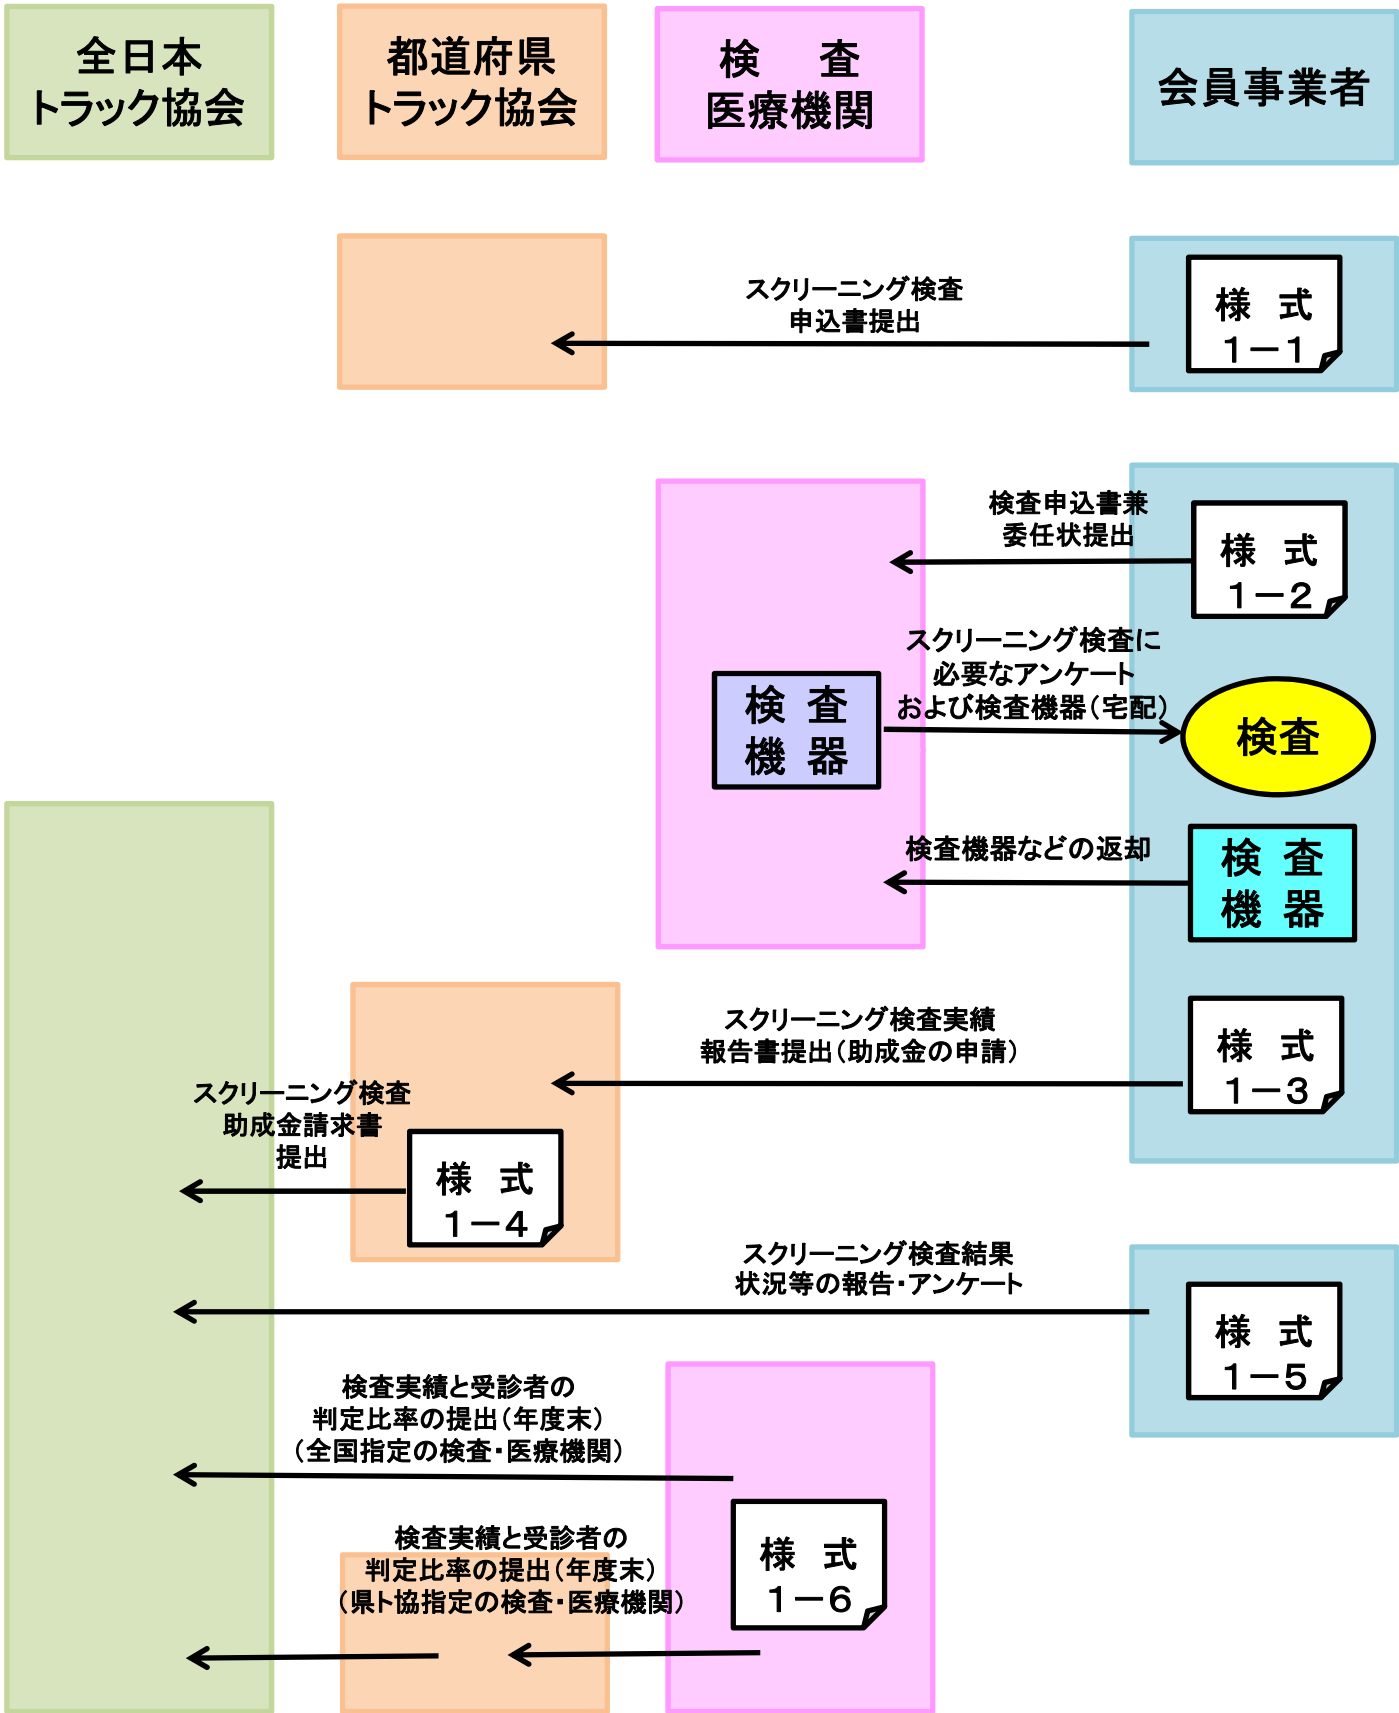 全日本
トラック協会
都道府県
トラック協会
検　査
医療機関
会員事業者
スクリーニング検査
申込書提出
様　式
１－１
検査申込書兼
委任状提出
様　式
１－２
スクリーニング検査に
必要なアンケート
および検査機器（宅配）
検　査
機　器
検査
検査機器などの返却
検　査
機　器
スクリーニング検査実績
報告書提出（助成金の申請）
様　式
１－３
スクリーニング検査
助成金請求書
提出
様　式
１－４
スクリーニング検査結果
状況等の報告・アンケート
様　式
１－５
検査実績と受診者の
判定比率の提出（年度末）
（全国指定の検査・医療機関）
検査実績と受診者の
判定比率の提出（年度末）
（県ト協指定の検査・医療機関）
様　式
１－６